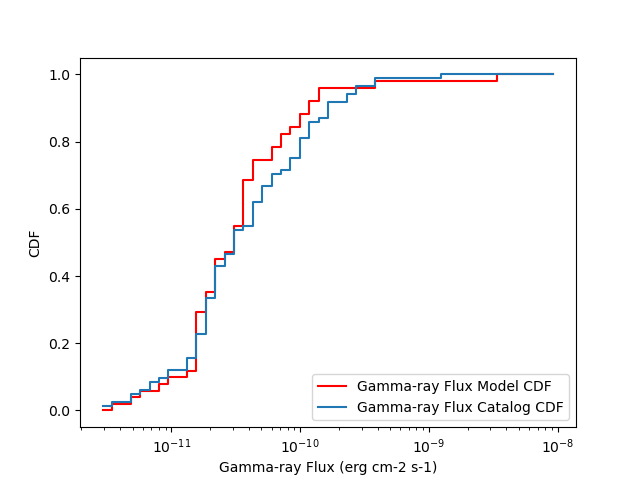 1.0
0.8
0.6
0.4
0.2
0.0
CDF
10⁻¹¹
10⁻¹⁰
10⁻⁹
10⁻⁸
Gamma-ray Flux (erg cm-2 s-1)
Gamma-ray Flux Model CDF
Gamma-ray Flux Catalog CDF